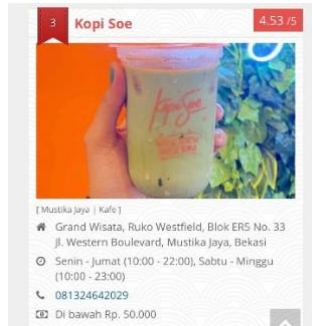 3 Kopi Soe 4.53 /5
Kopi Soe
[ Mustika Jaya | Kafe ]
Grand Wisata, Ruko Westfield, Blok ER5 No. 33
Jl. Western Boulevard, Mustika Jaya, Bekasi
Senin - Jumat (10:00 - 22:00), Sabtu - Minggu
(10:00 - 23:00)
081324642029
Di bawah Rp. 50.000